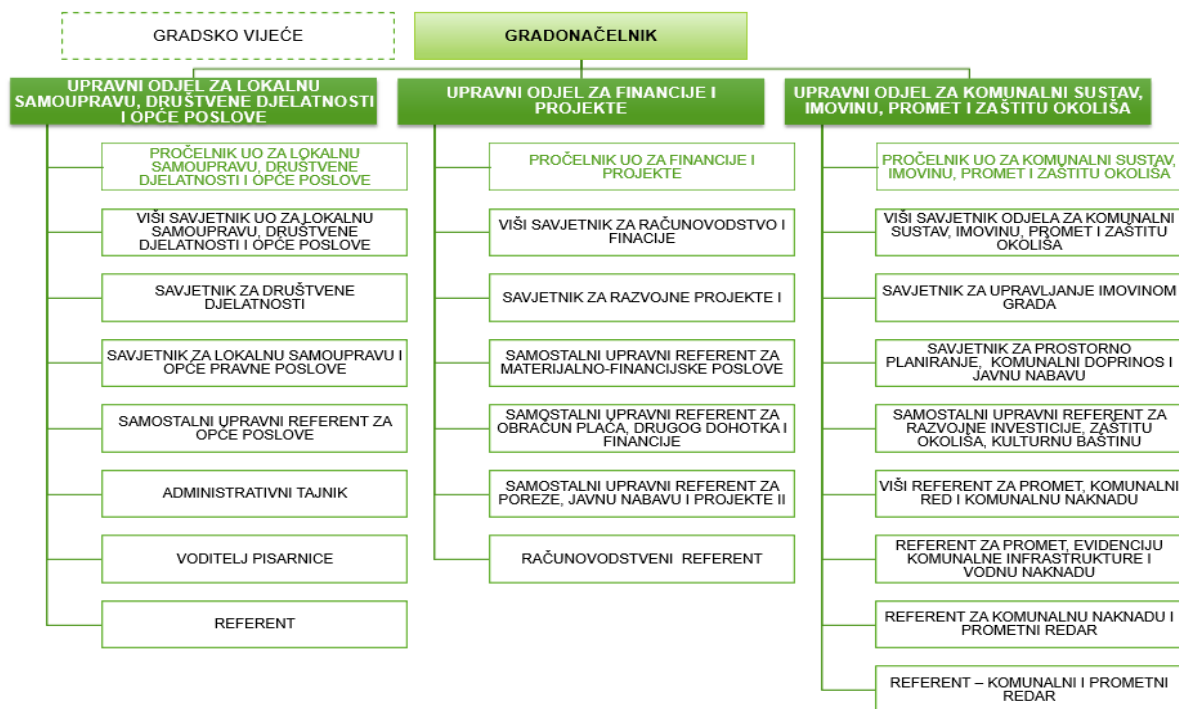 GRADSKO VIJEĆE
GRADONAČELNIK
UPRAVNI ODJEL ZA LOKALNU
SAMOUPRAVU, DRUŠTVENE DJELATNOSTI
I OPĆE POSLOVE
PROČELNIK UO ZA LOKALNU
SAMOUPRAVU, DRUŠTVENE
DJELATNOSTI I OPĆE POSLOVE
VIŠI SAVJETNIK UO ZA LOKALNU
SAMOUPRAVU, DRUŠTVENE
DJELATNOSTI I OPĆE POSLOVE
SAVJETNIK ZA DRUŠTVENE
DJELATNOSTI
SAVJETNIK ZA LOKALNU SAMOUPRAVU I
OPĆE PRAVNE POSLOVE
SAMOSTALNI UPRAVNI REFERENT ZA
OPĆE POSLOVE
ADMINISTRATIVNI TAJNIK
VODITELJ PISARNICE
REFERENT
UPRAVNI ODJEL ZA FINANCIJE I
PROJEKTE
PROČELNIK UO ZA FINANCIJE I
PROJEKTE
VIŠI SAVJETNIK ZA RAČUNOVODSTVO I
FINACIJE
SAVJETNIK ZA RAZVOJNE PROJEKTE I
SAMOSTALNI UPRAVNI REFERENT ZA
MATERIJALNO-FINANCIJSKE POSLOVE
SAMOSTALNI UPRAVNI REFERENT ZA
OBRAČUN PLAĆA, DRUGOG DOHOTKA I
FINANCIJE
SAMOSTALNI UPRAVNI REFERENT ZA
POREZE, JAVNU NABAVU I PROJEKTE II
RAČUNOVODSTVENI REFERENT
UPRAVNI ODJEL ZA KOMUNALNI SUSTAV,
IMOVINU, PROMET I ZAŠTITU OKOLIŠA
PROČELNIK UO ZA KOMUNALNI SUSTAV,
IMOVINU, PROMET I ZAŠTITU OKOLIŠA
VIŠI SAVJETNIK ODJELA ZA KOMUNALNI
SUSTAV, IMOVINU, PROMET I ZAŠTITU
OKOLIŠA
SAVJETNIK ZA UPRAVLJANJE IMOVINOM
GRADA
SAVJETNIK ZA PROSTORNO
PLANIRANJE, KOMUNALNI DOPRINOS I
JAVNU NABAVU
SAMOSTALNI UPRAVNI REFERENT ZA
RAZVOJNE INVESTICIJE, ZAŠTITU
OKOLIŠA, KULTURNU BAŠTINU
VIŠI REFERENT ZA PROMET, KOMUNALNI
RED I KOMUNALNU NAKNADU
REFERENT ZA PROMET, EVIDENCIJU
KOMUNALNE INFRASTRUKTURE I
VODNU NAKNADU
REFERENT ZA KOMUNALNU NAKNADU I
PROMETNI REDAR
REFERENT – KOMUNALNI I PROMETNI
REDAR